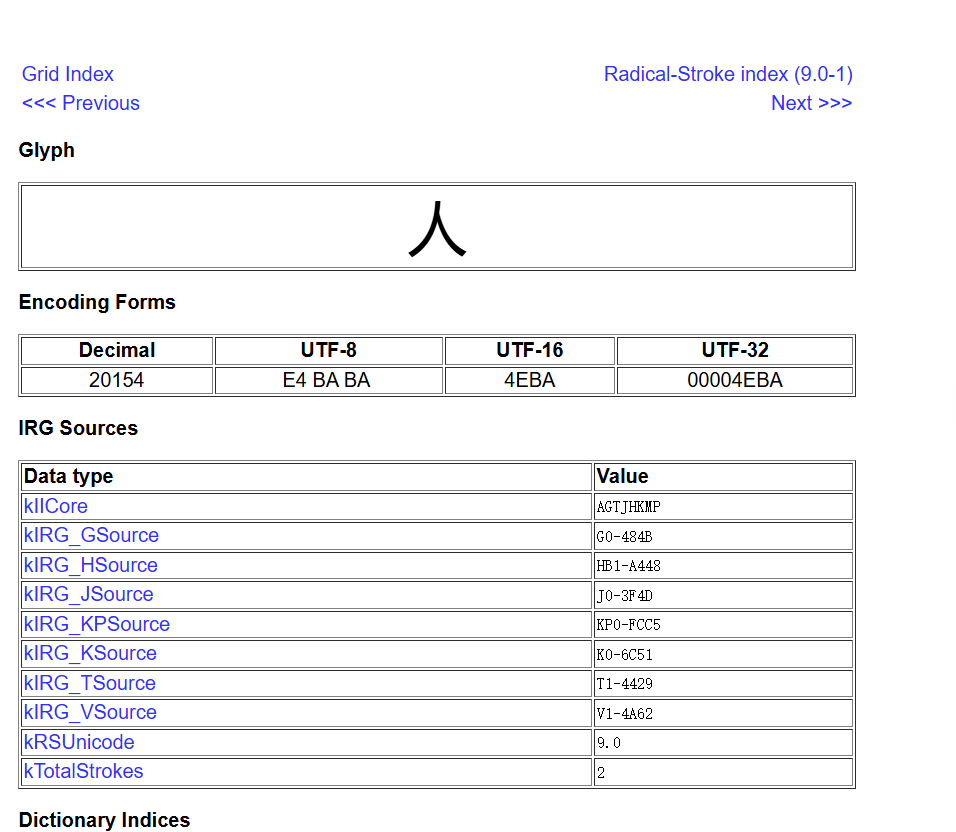 Grid Index Radical-Stroke index (9.0-1)
<<< Previous Next >>>
Glyph
人
Encoding Forms
Decimal UTF-8 UTF-16 UTF-32
20154 E4 BA BA 4EBA 00004EBA
IRG Sources
Data type Value
kIICore AGTJHKMP
kIRG_GSource G0-484B
kIRG_HSource HB1-A448
kIRG_JSource J0-3F4D
kIRG_KPSource KP0-FCC5
kIRG_KSource K0-6C51
kIRG_TSource T1-4429
kIRG_VSource V1-4A62
kRSUnicode 9.0
kTotalStrokes 2
Dictionary Indices